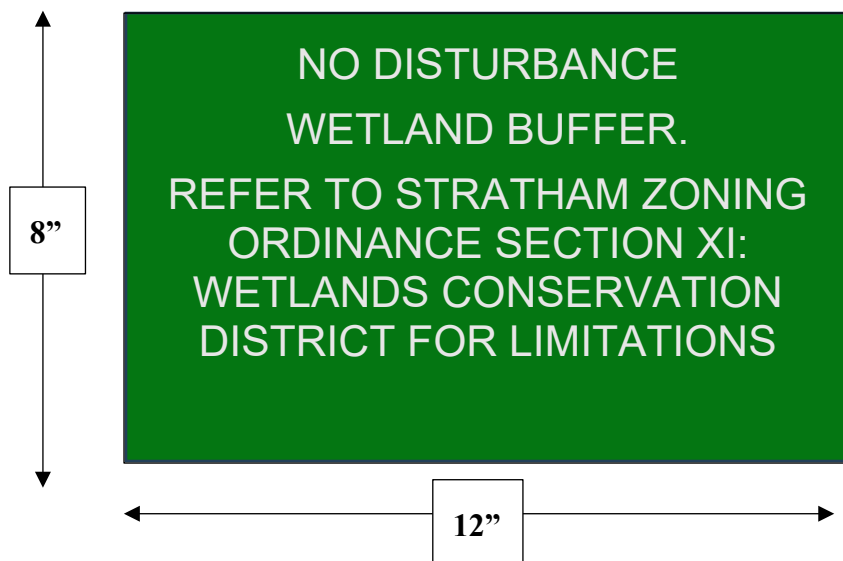 NO DISTURBANCE
WETLAND BUFFER.
REFER TO STRATHAM ZONING
ORDINANCE SECTION XI:
WETLANDS CONSERVATION
DISTRICT FOR LIMITATIONS
8”
12”